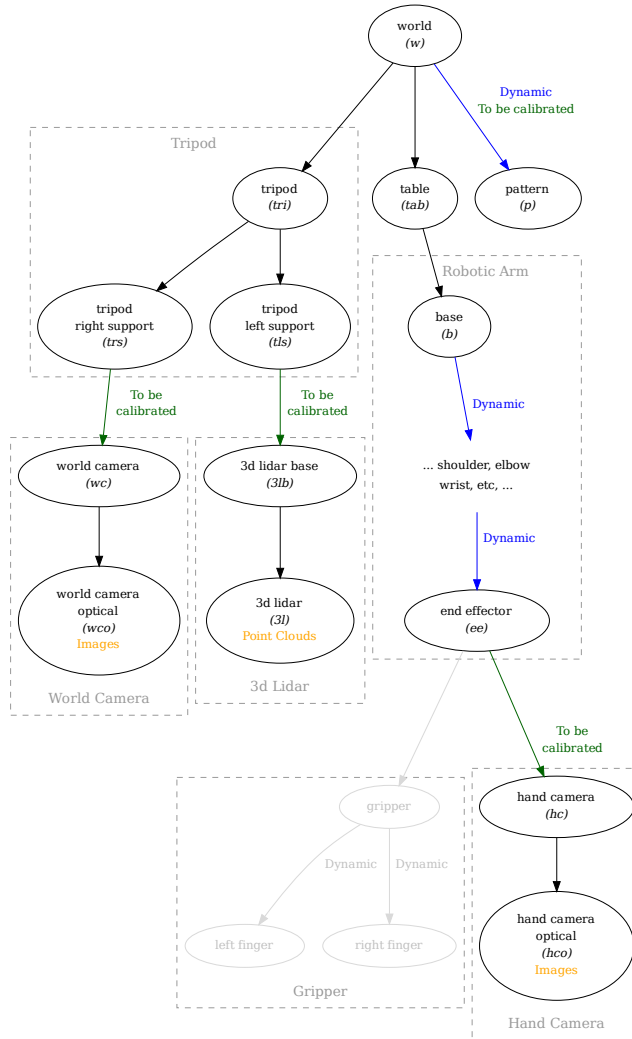 world
(w)
Dynamic
To be calibrated
Tripod
tripod
(tri)
table
(tab)
pattern
(p)
Robotic Arm
tripod
right support
(trs)
tripod
left support
(tls)
base
(b)
To be
calibrated
To be
calibrated
Dynamic
world camera
(wc)
3d lidar base
(3lb)
... shoulder, elbow
wrist, etc, ...
Dynamic
world camera
optical
(wco)
Images
3d lidar
(3l)
Point Clouds
end effector
(ee)
World Camera
3d Lidar
To be
calibrated
gripper
hand camera
(hc)
Dynamic
Dynamic
left finger
right finger
hand camera
optical
(hco)
Images
Gripper
Hand Camera